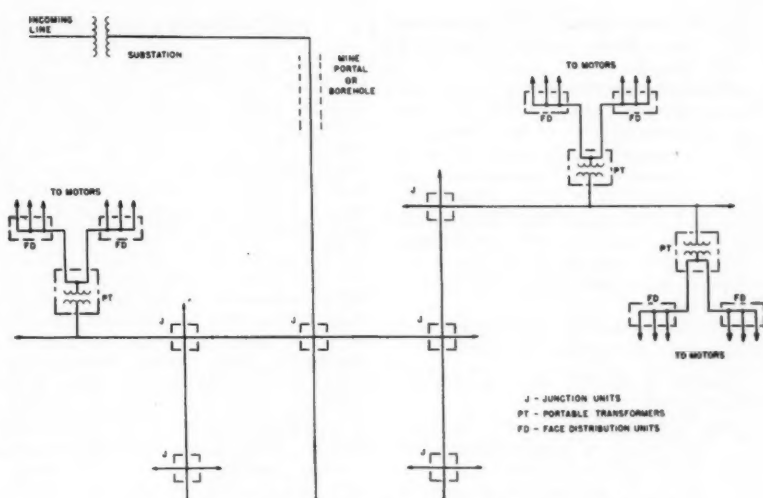 INCOMING
LINE
SUBSTATION
MINE
PORTAL
OR
BOREHOLE
TO MOTORS
FD
FD
PT
J
TO MOTORS
FD
FD
PT
PT
FD
FD
TO MOTORS
J
J
J
J - JUNCTION UNITS
PT - PORTABLE TRANSFORMERS
FD - FACE DISTRIBUTION UNITS
J
J